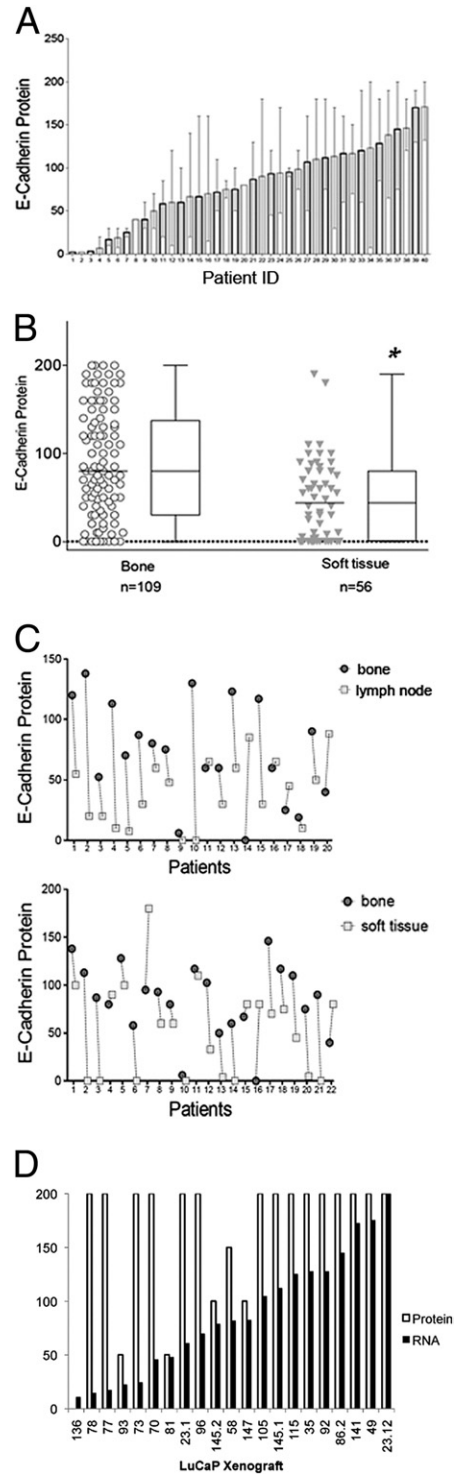 A
E-Cadherin Protein
250
200
150
100
50
0
1 2 3 4 5 6 7 8 9 10 11 12 13 14 15 16 17 18 19 20 21 22 23 24 25 26 27 28 29 30 31 32 33 34 35 36 37 38 39 40
Patient ID
B
E-Cadherin Protein
200
100
0
*
Bone
n=109
Soft tissue
n=56
C
E-Cadherin Protein
150
100
50
0
bone
lymph node
1 2 3 4 5 6 7 8 9 10 11 12 13 14 15 16 17 18 19 20
Patients
E-Cadherin Protein
200
150
100
50
0
bone
soft tissue
1 2 3 4 5 6 7 8 9 10 11 12 13 14 15 16 17 18 19 20 21 22
Patients
D
200
150
100
50
0
Protein
RNA
136 78 77 93 73 70 81 23.1 96 145.2 58 147 105 145.1 115 35 92 86.2 141 49 23.12
LuCaP Xenograft